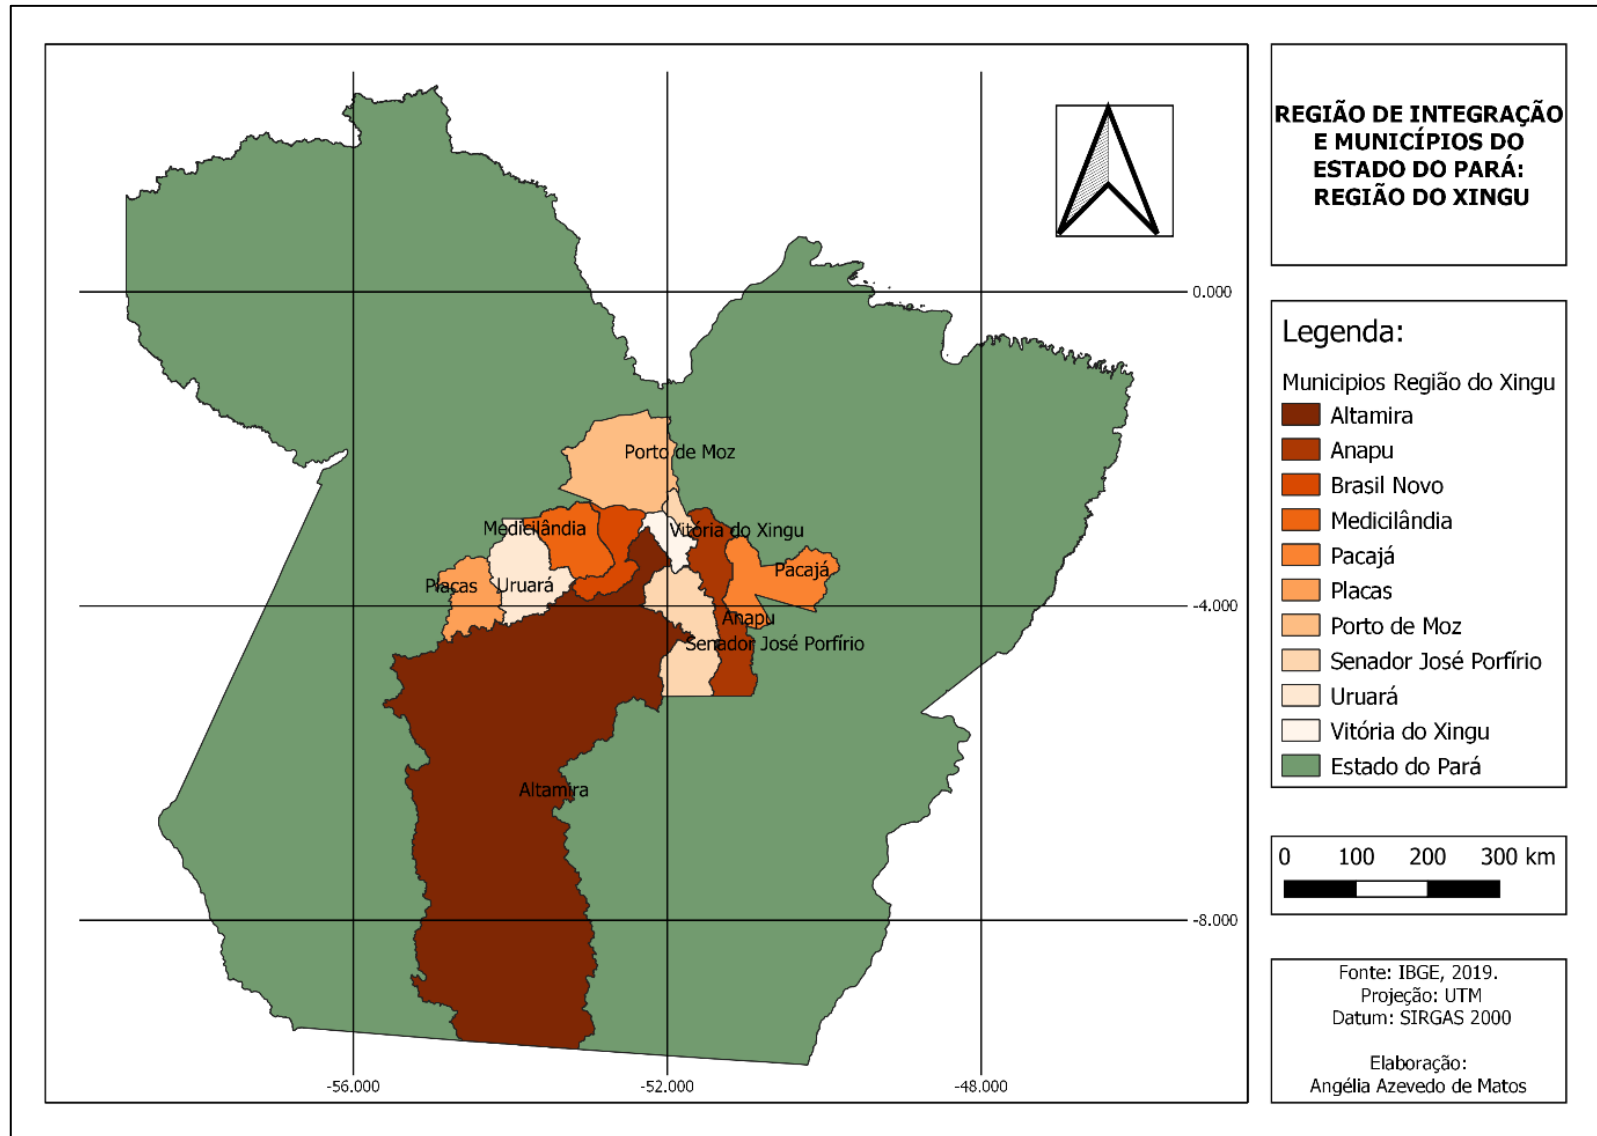 REGIÃO DE INTEGRAÇÃO
E MUNICÍPIOS DO
ESTADO DO PARÁ:
REGIÃO DO XINGU
0.000
-4.000
-8.000
-56.000
-52.000
-48.000
Porto de Moz
Medicilândia
Vitória do Xingu
Placas
Uruará
Pacajá
Anapu
Senador José Porfírio
Altamira
Legenda:
Municipios Região do Xingu
Altamira
Anapu
Brasil Novo
Medicilândia
Pacajá
Placas
Porto de Moz
Senador José Porfírio
Uruará
Vitória do Xingu
Estado do Pará
0 100 200 300 km
Fonte: IBGE, 2019.
Projeção: UTM
Datum: SIRGAS 2000
Elaboração:
Angélia Azevedo de Matos